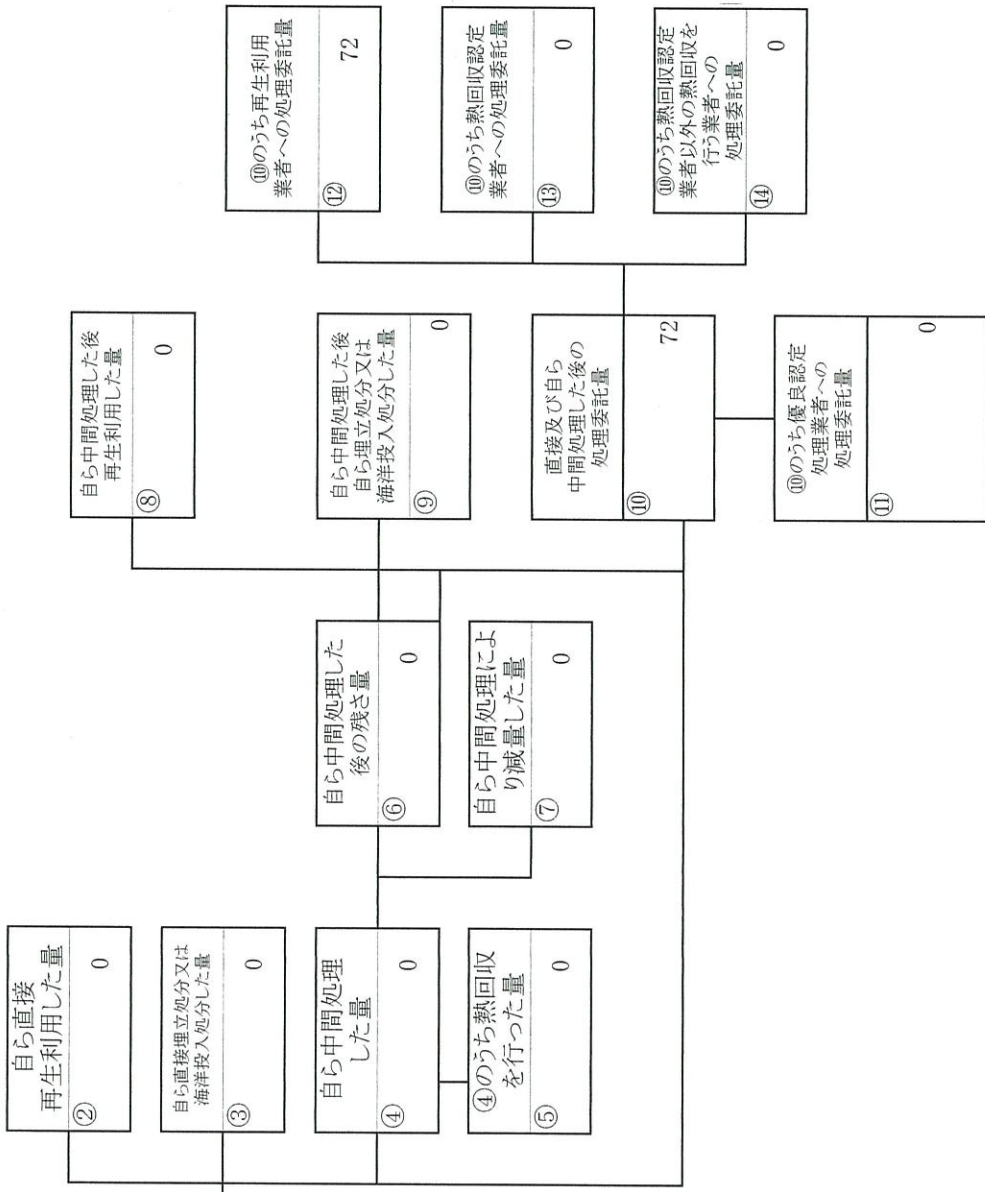 自ら直接
再生利用した量
②
0
自ら直接埋立処分又は
海洋投入処分した量
③
0
自ら中間処理
した量
④
0
④のうち熱回収
を行った量
⑤
0
自ら中間処理した
後の残さ量
⑥
0
自ら中間処理によ
り減量した量
⑦
0
自ら中間処理した後
再生利用した量
⑧
0
自ら中間処理した後
自ら埋立処分又は
海洋投入処分した量
⑨
0
直接及び自ら
中間処理した後の
処理委託量
⑩
72
⑩のうち優良認定
処理業者への
処理委託量
⑪
0
⑩のうち再生利用
業者への処理委託量
⑫
72
⑩のうち熱回収認定
業者への処理委託量
⑬
0
⑩のうち熱回収認定
業者以外の熱回収を
行う業者への
処理委託量
⑭
0